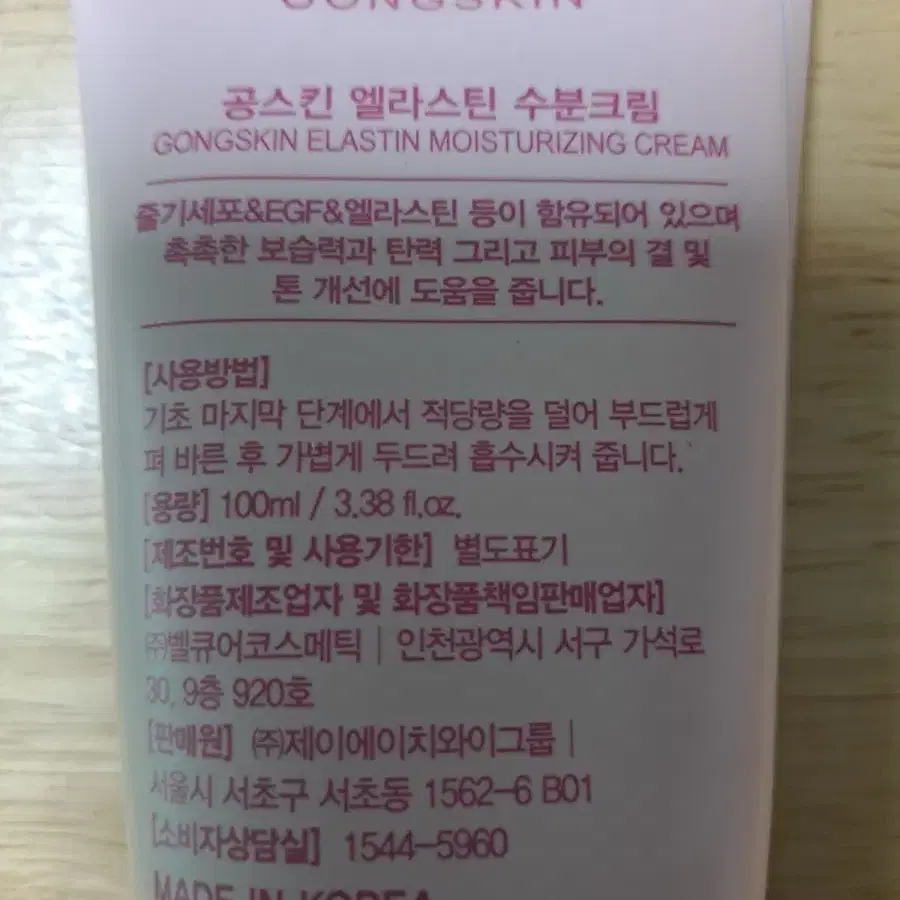 GONGSKIN
공스킨 엘라스틴 수분크림
GONGSKIN ELASTIN MOISTURIZING CREAM
줄기세포&EGF&엘라스틴 등이 함유되어 있으며
촉촉한 보습력과 탄력 그리고 피부의 결 및
톤 개선에 도움을 줍니다.
[사용방법]
기초 마지막 단계에서 적당량을 덜어 부드럽게
펴 바른 후 가볍게 두드려 흡수시켜 줍니다.
[용량] 100ml / 3.38 fl.oz.
[제조번호 및 사용기한] 별도표기
[화장품제조업자 및 화장품책임판매업자]
㈜벨큐어코스메틱 | 인천광역시 서구 가석로
30, 9층 920호
[판매원] ㈜제이에이치와이그룹 |
서울시 서초구 서초동 1562-6 B01
[소비자상담실] 1544-5960
MADE IN KOREA